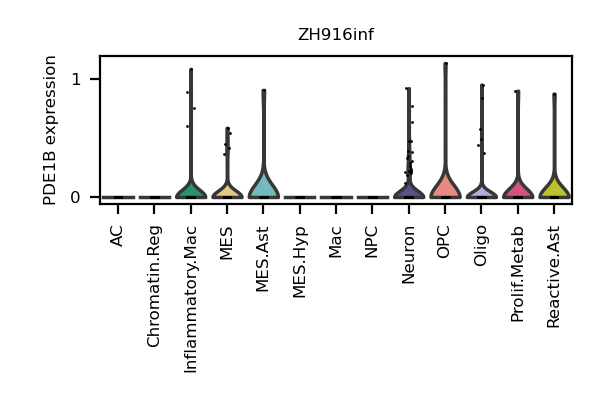 ZH916inf
PDE1B expression
1
0
AC
Chromatin.Reg
Inflammatory.Mac
MES
MES.Ast
MES.Hyp
Mac
NPC
Neuron
OPC
Oligo
Prolif.Metab
Reactive.Ast